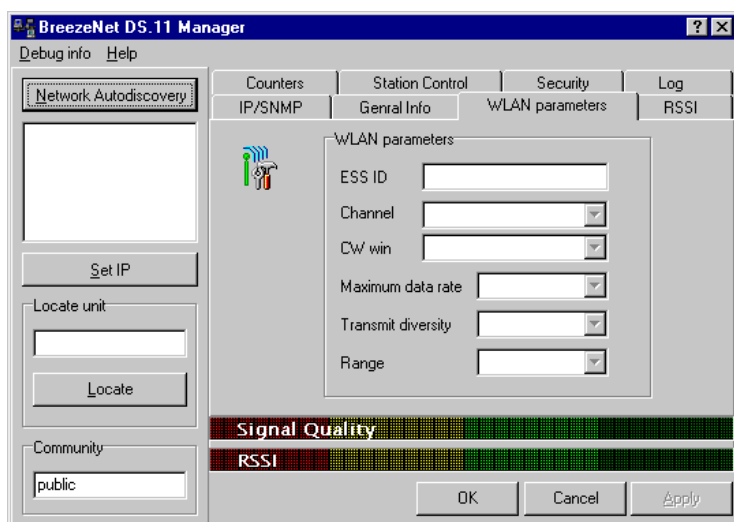 BreezeNet DS.11 Manager
Debug info Help
Network Autodiscovery
Set IP
Locate unit
Locate
Community
public
Counters Station Control Security Log
IP/SNMP Genral Info WLAN parameters RSSI
WLAN parameters
ESS ID
Channel
CW win
Maximum data rate
Transmit diversity
Range
Signal Quality
RSSI
OK Cancel Apply